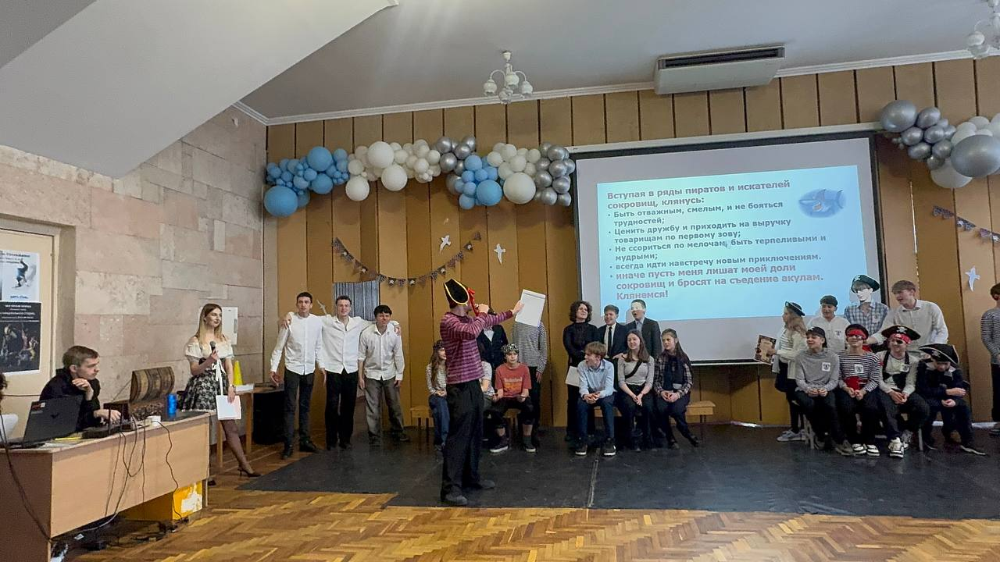 Вступая в ряды пиратов и искателей
сокровищ, клянусь:
• Быть отважным, смелым, и не бояться
трудностей;
• Ценить дружбу и приходить на выручку
товарищам по первому зову;
• Не ссориться по мелочам, быть терпеливыми и
мудрыми;
• всегда идти навстречу новым приключениям.
• иначе пусть меня лишат моей доли
сокровищ и бросят на съедение акулам.
Клянемся!